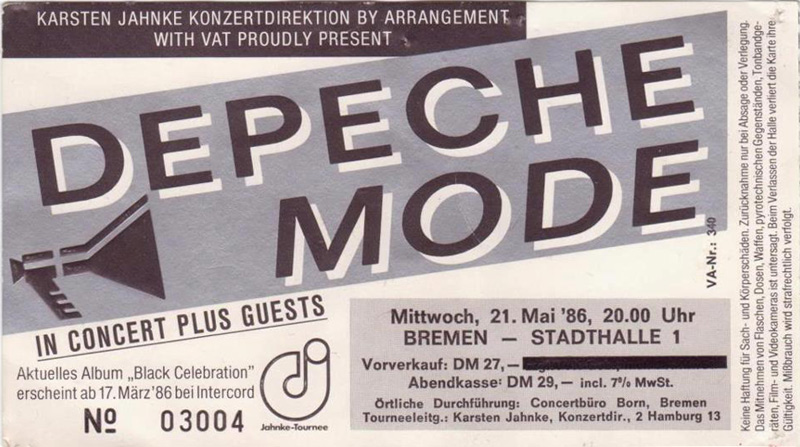 KARSTEN JAHNKE KONZERTDIREKTION BY ARRANGEMENT
WITH VAT PROUDLY PRESENT
DEPECHE
MODE
IN CONCERT PLUS GUESTS
Aktuelles Album „Black Celebration"
erscheint ab 17. März '86 bei Intercord
Nº 03004
dj
Jahnke-Tournee
Mittwoch, 21. Mai '86, 20.00 Uhr
BREMEN – STADTHALLE 1
Vorverkauf: DM 27,–
Abendkasse: DM 29,– incl. 7% MwSt.
Örtliche Durchführung: Concertbüro Born, Bremen
Tourneeleitg.: Karsten Jahnke, Konzertdir., 2 Hamburg 13
VA-Nr.: 340
Keine Haftung für Sach- und Körperschäden. Zurücknahme nur bei Absage oder Verlegung.
Das Mitnehmen von Flaschen, Dosen, Waffen, pyrotechnischen Gegenständen, Tonbandge-
räten, Film- und Videokameras ist untersagt. Beim Verlassen der Halle verliert die Karte ihre
Gültigkeit. Mißbrauch wird strafrechtlich verfolgt.